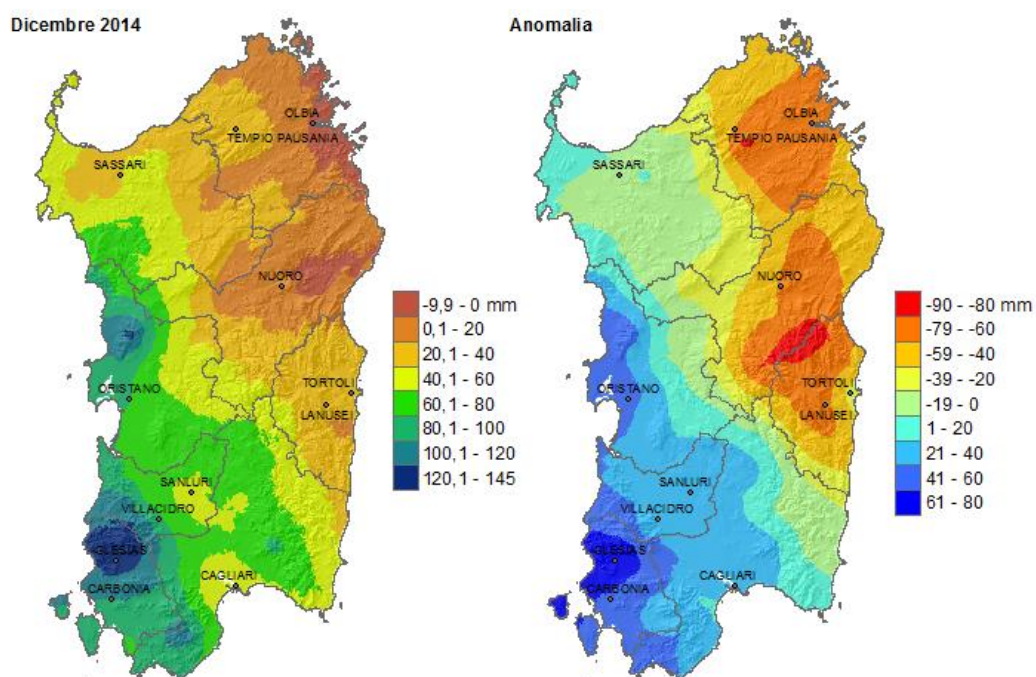 Dicembre 2014
OLBIA
TEMPIO PAUSANIA
SASSARI
NUORO
ORISTANO
TORTOLI
LANUSEI
SANLURI
VILLACIDRO
IGLESIAS
CARBONIA
CAGLIARI
-9,9 - 0 mm
0,1 - 20
20,1 - 40
40,1 - 60
60,1 - 80
80,1 - 100
100,1 - 120
120,1 - 145
Anomalia
OLBIA
TEMPIO PAUSANIA
SASSARI
NUORO
ORISTANO
TORTOLI
LANUSEI
SANLURI
VILLACIDRO
IGLESIAS
CARBONIA
CAGLIARI
-90 - -80 mm
-79 - -60
-59 - -40
-39 - -20
-19 - 0
1 - 20
21 - 40
41 - 60
61 - 80